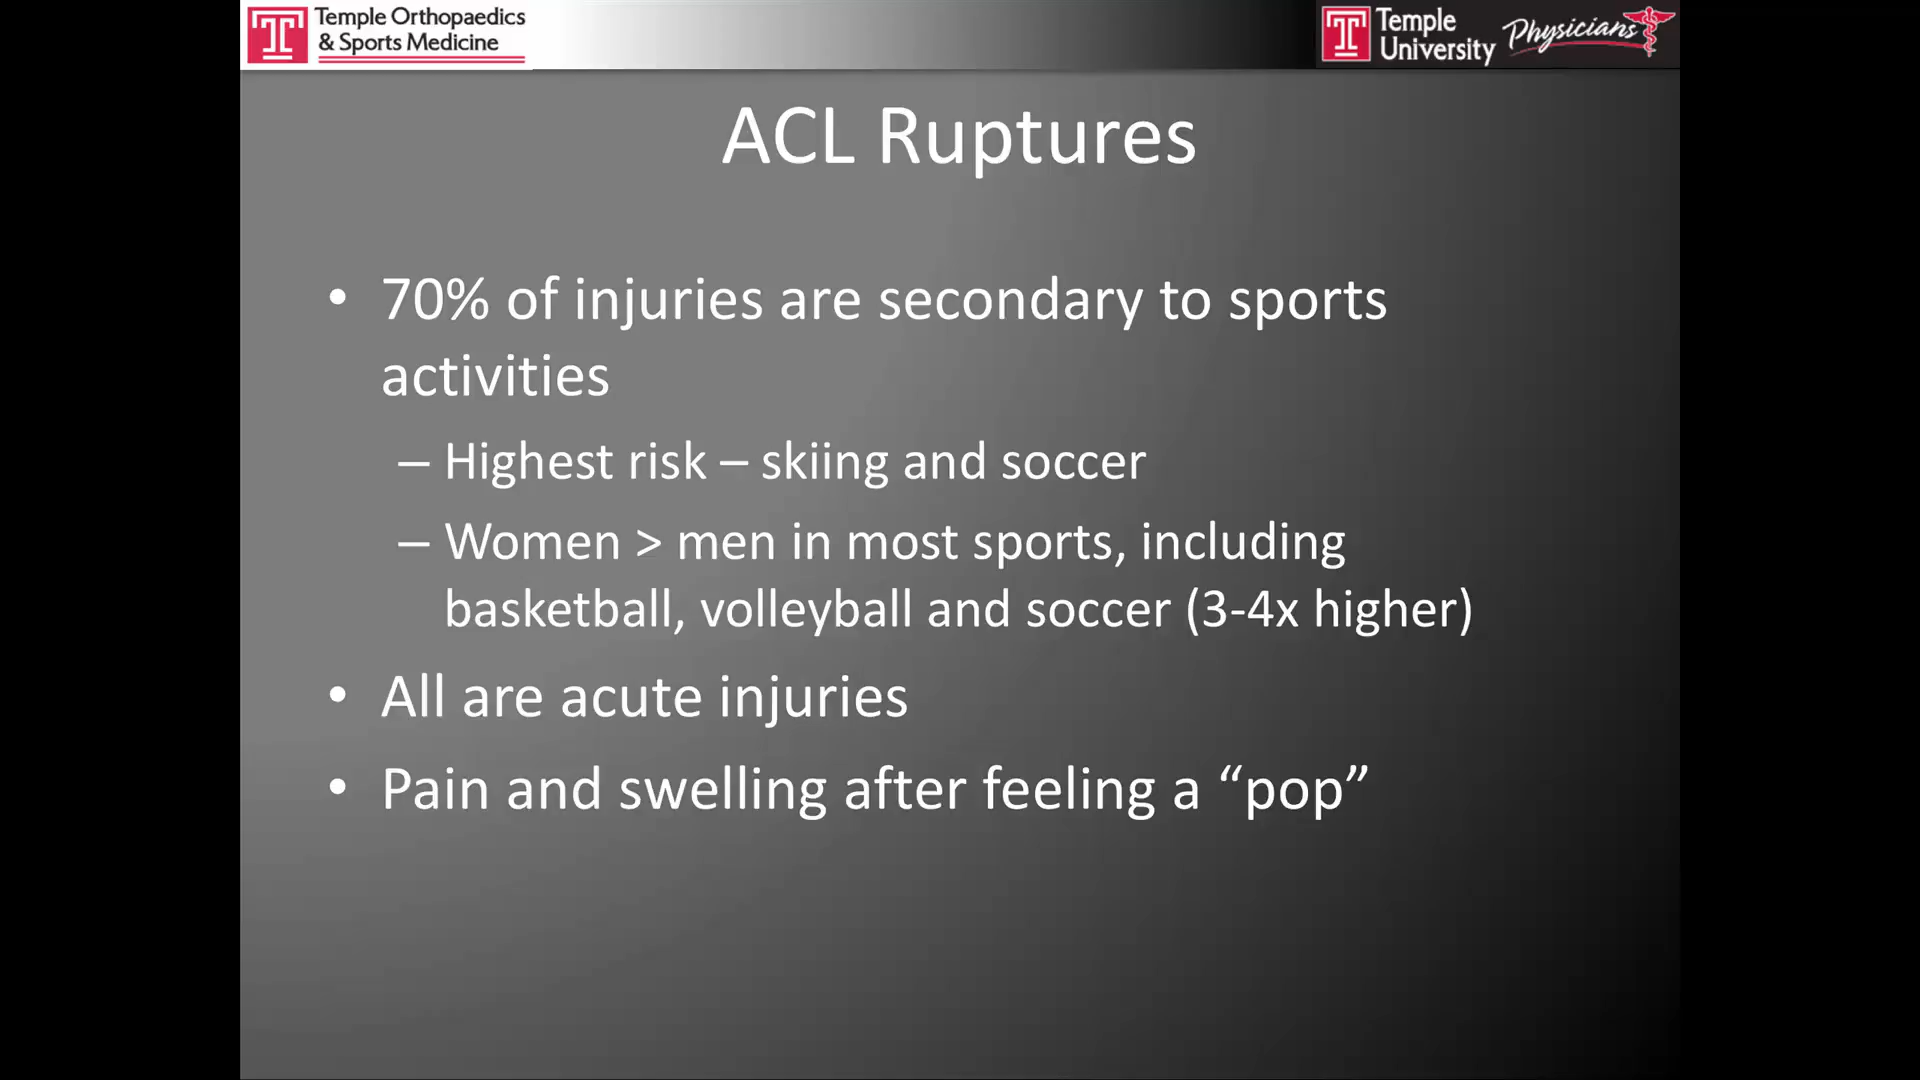 Temple Orthopaedics
& Sports Medicine
Temple
University Physicians
ACL Ruptures
• 70% of injuries are secondary to sports
activities
– Highest risk – skiing and soccer
– Women > men in most sports, including
basketball, volleyball and soccer (3-4x higher)
• All are acute injuries
• Pain and swelling after feeling a “pop”